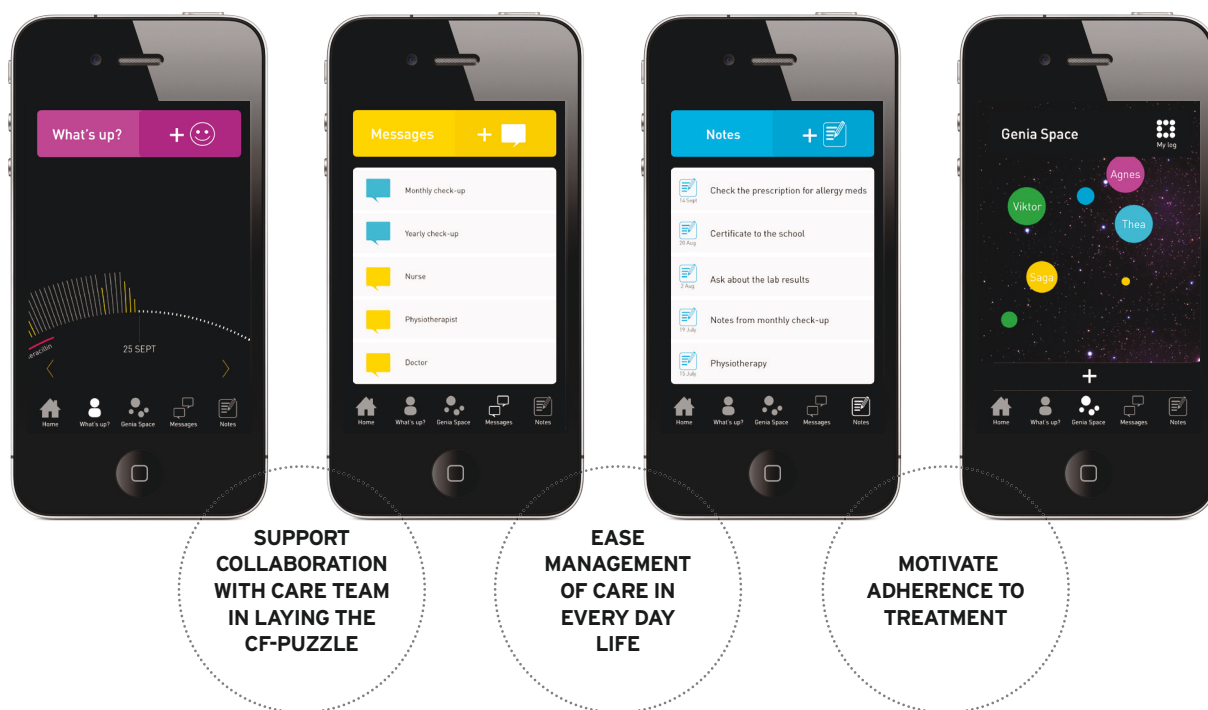 What's up? +
25 SEPT
Home What's up? Genia Space Messages Notes
Messages +
Monthly check-up
Yearly check-up
Nurse
Physiotherapist
Doctor
Home What's up? Genia Space Messages Notes
Notes +
14 Sept Check the prescription for allergy meds
20 Aug Certificate to the school
2 Aug Ask about the lab results
19 July Notes from monthly check-up
15 July Physiotherapy
Home What's up? Genia Space Messages Notes
Genia Space
My log
Agnes
Viktor
Thea
Saga
+
Home What's up? Genia Space Messages Notes
SUPPORT
COLLABORATION
WITH CARE TEAM
IN LAYING THE
CF-PUZZLE
EASE
MANAGEMENT
OF CARE IN
EVERY DAY
LIFE
MOTIVATE
ADHERENCE TO
TREATMENT